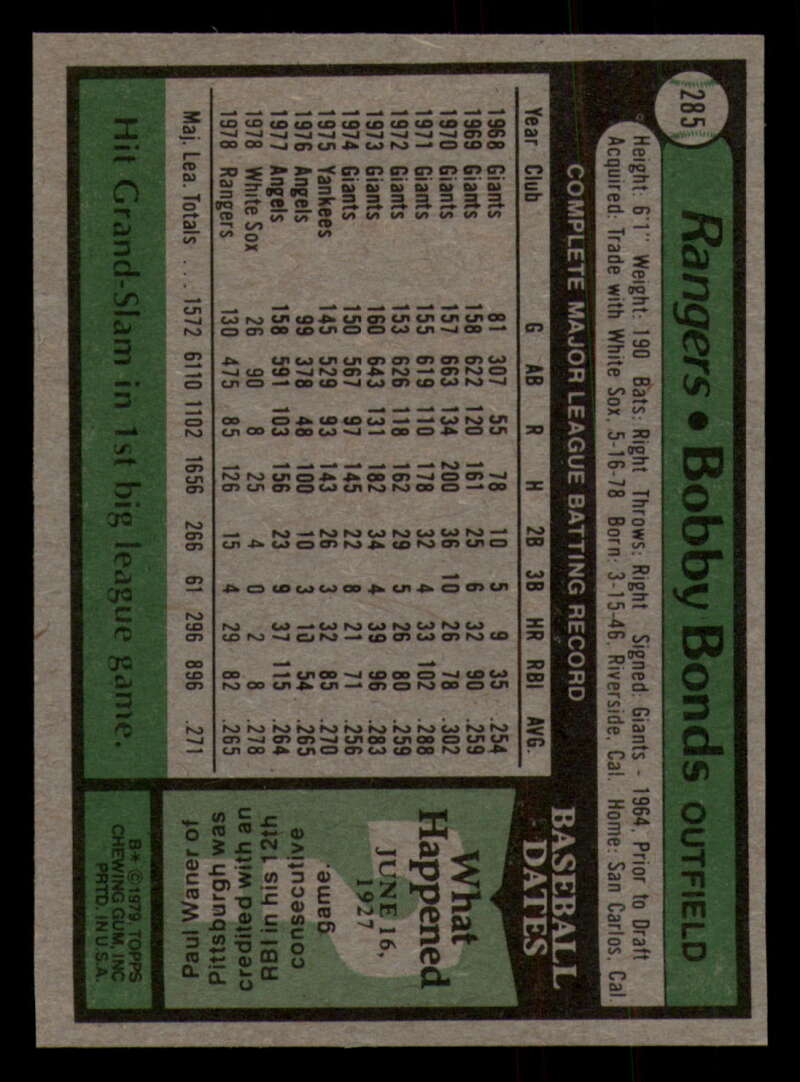 285
Rangers • Bobby Bonds OUTFIELD
Height: 6'1" Weight: 190 Bats: Right Throws: Right Signed: Giants - 1964, Prior to Draft
Acquired: Trade with White Sox, 5-16-78 Born: 3-15-46, Riverside, Cal. Home: San Carlos, Cal.
COMPLETE MAJOR LEAGUE BATTING RECORD
Year Club G AB R H 2B 3B HR RBI AVG.
1968 Giants 81 307 55 78 10 5 9 35 .254
1969 Giants 158 622 120 161 25 6 32 90 .259
1970 Giants 157 663 134 200 36 10 26 78 .302
1971 Giants 155 619 110 178 32 4 33 102 .288
1972 Giants 153 626 118 162 29 5 26 80 .259
1973 Giants 160 643 131 182 34 4 39 96 .283
1974 Giants 150 567 97 145 22 8 21 71 .256
1975 Yankees 145 529 93 143 26 3 32 85 .270
1976 Angels 99 378 48 100 10 3 10 54 .265
1977 Angels 158 591 103 156 23 9 37 115 .264
1978 White Sox 26 90 8 25 4 0 2 8 .278
1978 Rangers 130 475 85 126 15 4 29 82 .265
Maj. Lea. Totals . . . 1572 6110 1102 1656 266 61 296 896 .271
Hit Grand-Slam in 1st big league game.
BASEBALL
DATES
What
Happened
JUNE 16,
1927
Paul Waner of
Pittsburgh was
credited with an
RBI in his 12th
consecutive
game.
B* ©1979 TOPPS
CHEWING GUM, INC
PRTD. IN U.S.A.